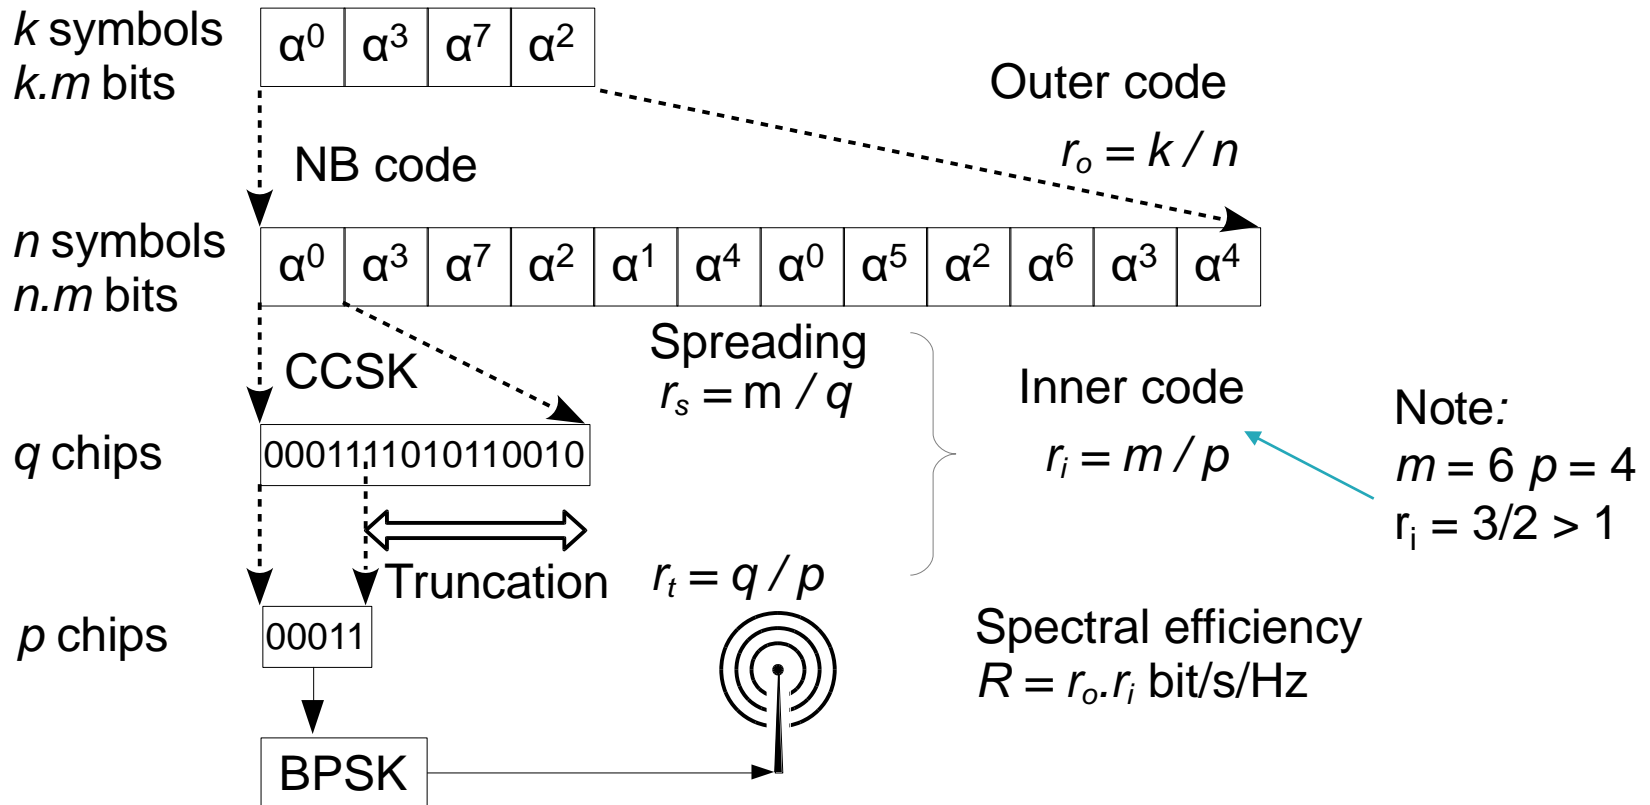 k symbols
k.m bits
α⁰ α³ α⁷ α²
Outer code
rₒ = k / n
NB code
n symbols
n.m bits
α⁰ α³ α⁷ α² α¹ α⁴ α⁰ α⁵ α² α⁶ α³ α⁴
Spreading
rₛ = m / q
CCSK
Inner code
rᵢ = m / p
Note:
m = 6 p = 4
rᵢ = 3/2 > 1
q chips
0001111010110010
Truncation
rₜ = q / p
p chips
00011
Spectral efficiency
R = rₒ.rᵢ bit/s/Hz
BPSK